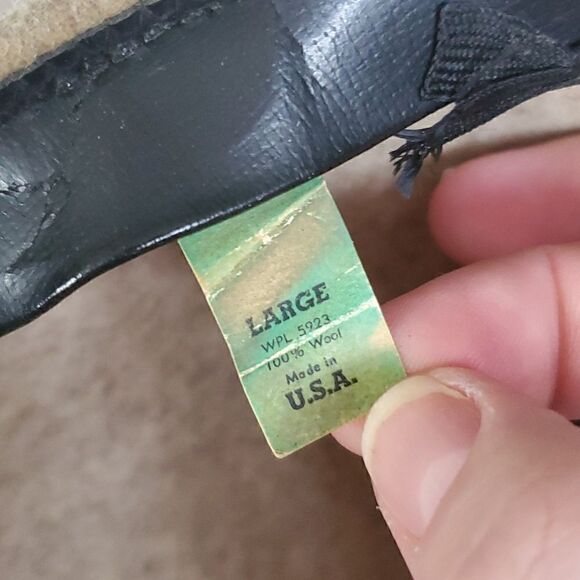 LARGE
WPL 5923
100% Wool
Made in
U.S.A.